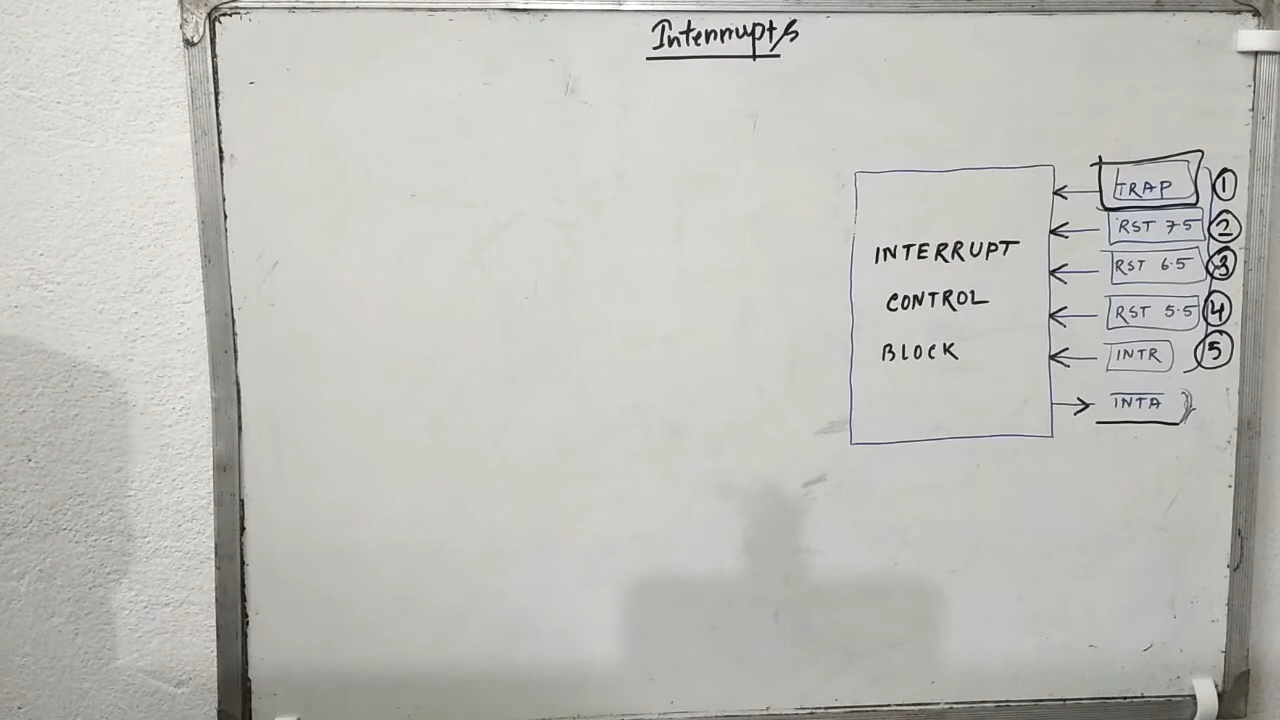 Interrupts
TRAP 1
RST 7.5 2
RST 6.5 3
RST 5.5 4
INTR 5
INTA
INTERRUPT
CONTROL
BLOCK